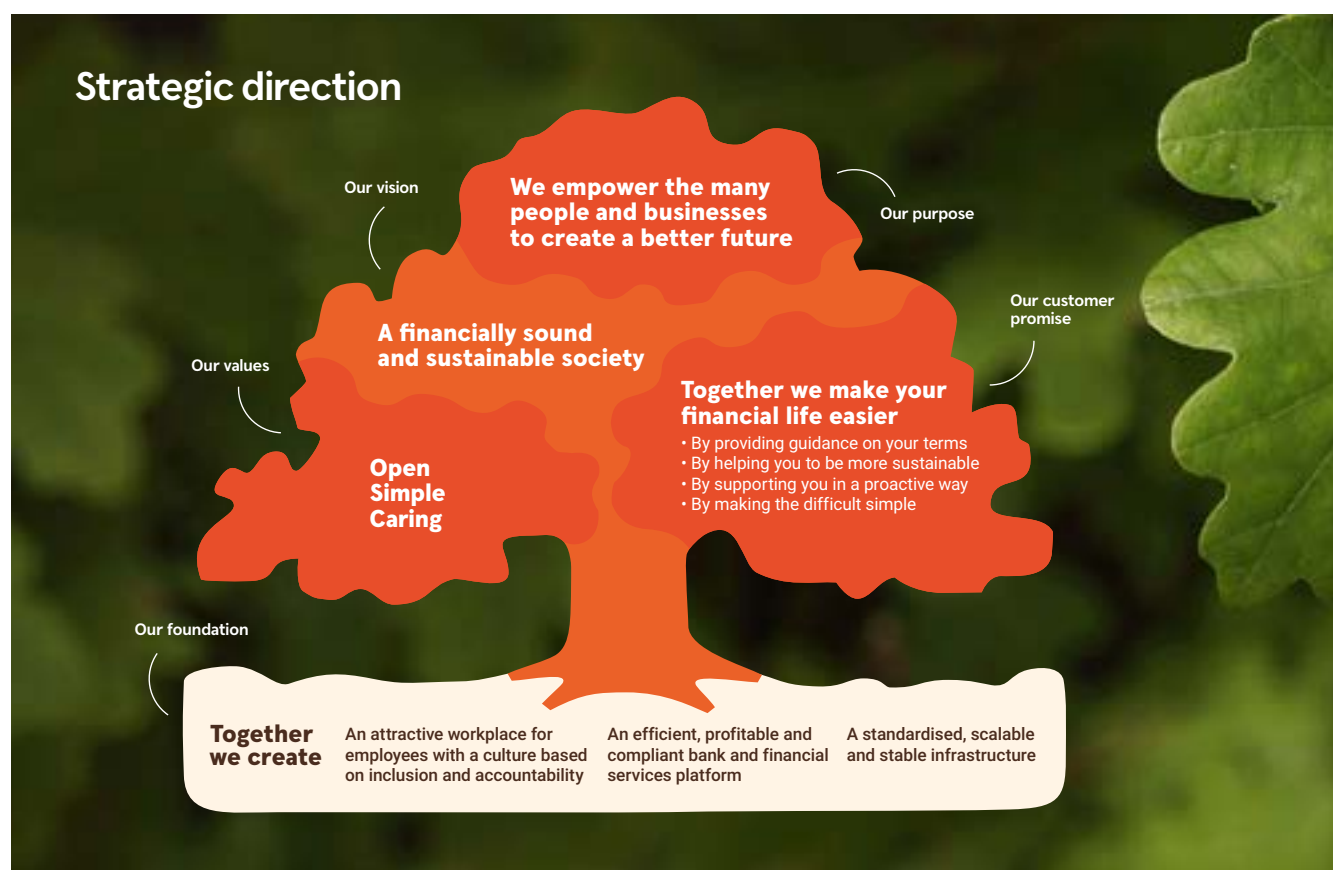 Strategic direction
Our vision
We empower the many
people and businesses
to create a better future
Our purpose
A financially sound
and sustainable society
Our customer
promise
Our values
Together we make your
financial life easier
• By providing guidance on your terms
• By helping you to be more sustainable
• By supporting you in a proactive way
• By making the difficult simple
Open
Simple
Caring
Our foundation
Together
we create
An attractive workplace for
employees with a culture based
on inclusion and accountability
An efficient, profitable and
compliant bank and financial
services platform
A standardised, scalable
and stable infrastructure